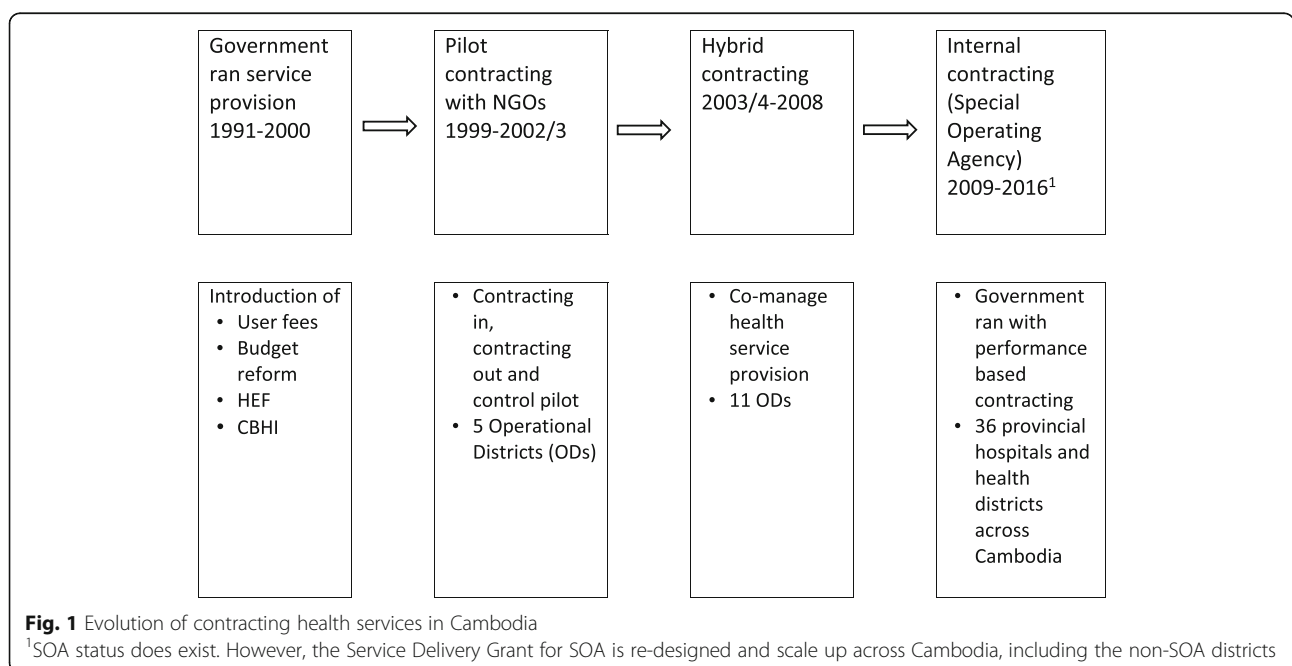 Government
ran service
provision
1991-2000
Pilot
contracting
with NGOs
1999-2002/3
Hybrid
contracting
2003/4-2008
Internal
contracting
(Special
Operating
Agency)
2009-2016¹
Introduction of
• User fees
• Budget
reform
• HEF
• CBHI
• Contracting
in,
contracting
out and
control pilot
• 5 Operational
Districts (ODs)
• Co-manage
health
service
provision
• 11 ODs
• Government
ran with
performance
based
contracting
• 36 provincial
hospitals and
health
districts
across
Cambodia
Fig. 1 Evolution of contracting health services in Cambodia
¹SOA status does exist. However, the Service Delivery Grant for SOA is re-designed and scale up across Cambodia, including the non-SOA districts